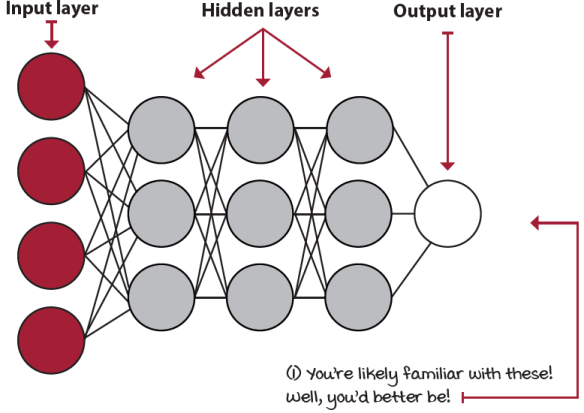 Input layer
Hidden layers
Output layer
(1) You're likely familiar with these!
Well, you'd better be!